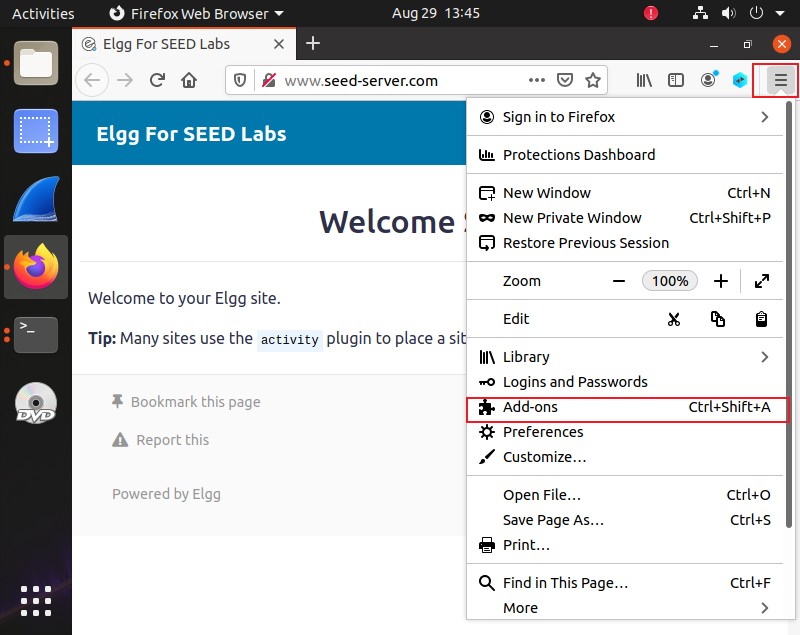 Activities Firefox Web Browser Aug 29 13:45
Elgg For SEED Labs
www.seed-server.com
Elgg For SEED Labs
Welcome
Welcome to your Elgg site.
Tip: Many sites use the activity plugin to place a sit
Bookmark this page
Report this
Powered by Elgg
Sign in to Firefox
Protections Dashboard
New Window Ctrl+N
New Private Window Ctrl+Shift+P
Restore Previous Session
Zoom 100%
Edit
Library
Logins and Passwords
Add-ons Ctrl+Shift+A
Preferences
Customize…
Open File… Ctrl+O
Save Page As… Ctrl+S
Print…
Find in This Page… Ctrl+F
More
>_
DVD